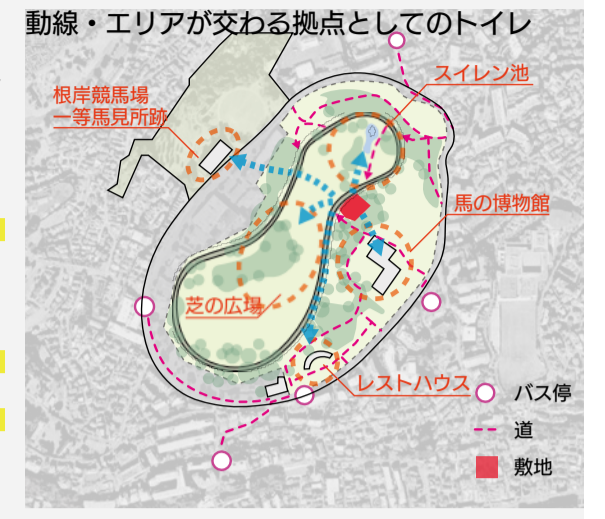 動線・エリアが交わる拠点としてのトイレ
スイレン池
根岸競馬場
一等馬見所跡
馬の博物館
芝の広場
レストハウス
バス停
道
敷地